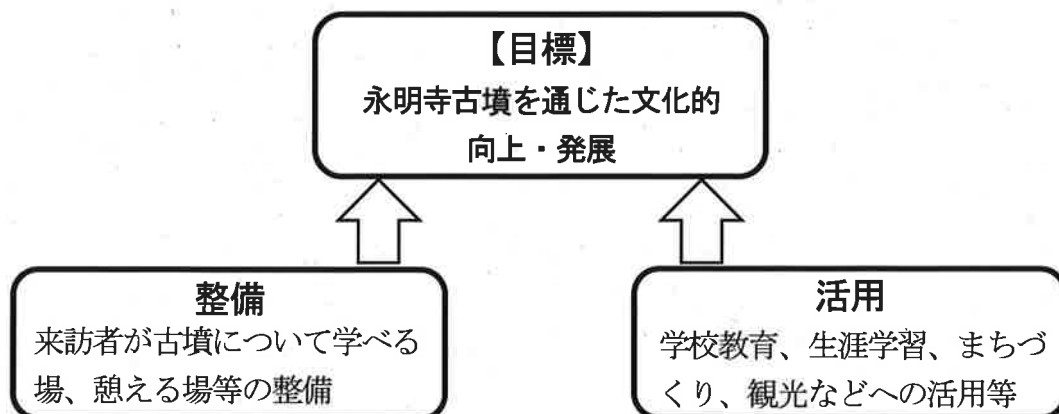 【目標】
永明寺古墳を通じた文化的
向上・発展
整備
来訪者が古墳について学べる
場、憩える場等の整備
活用
学校教育、生涯学習、まちづ
くり、観光などへの活用等